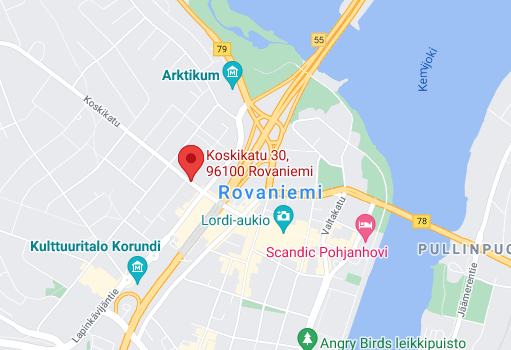 55
79
Kemijoki
Arktikum
Koskikatu
Koskikatu 30,
96100 Rovaniemi
Rovaniemi
Lordi-aukio
Valtakatu
78
Scandic Pohjanhovi
PULLINPUO
Kulttuuritalo Korundi
Jäämerentie
Lapinkävijäntie
Angry Birds leikkipuisto